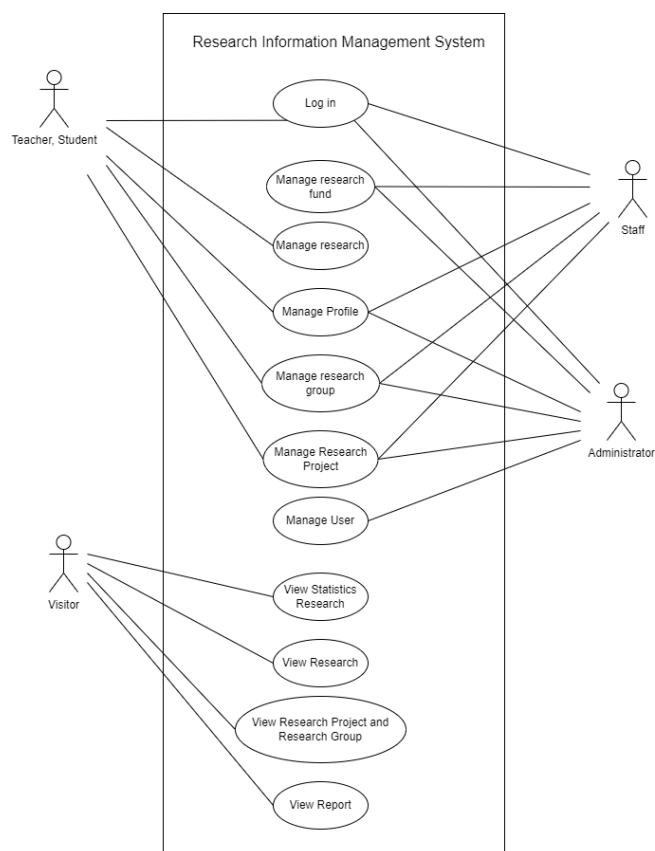 Research Information Management System
Log in
Teacher, Student
Manage research
fund
Staff
Manage research
Manage Profile
Manage research
group
Administrator
Manage Research
Project
Manage User
Visitor
View Statistics
Research
View Research
View Research Project and
Research Group
View Report